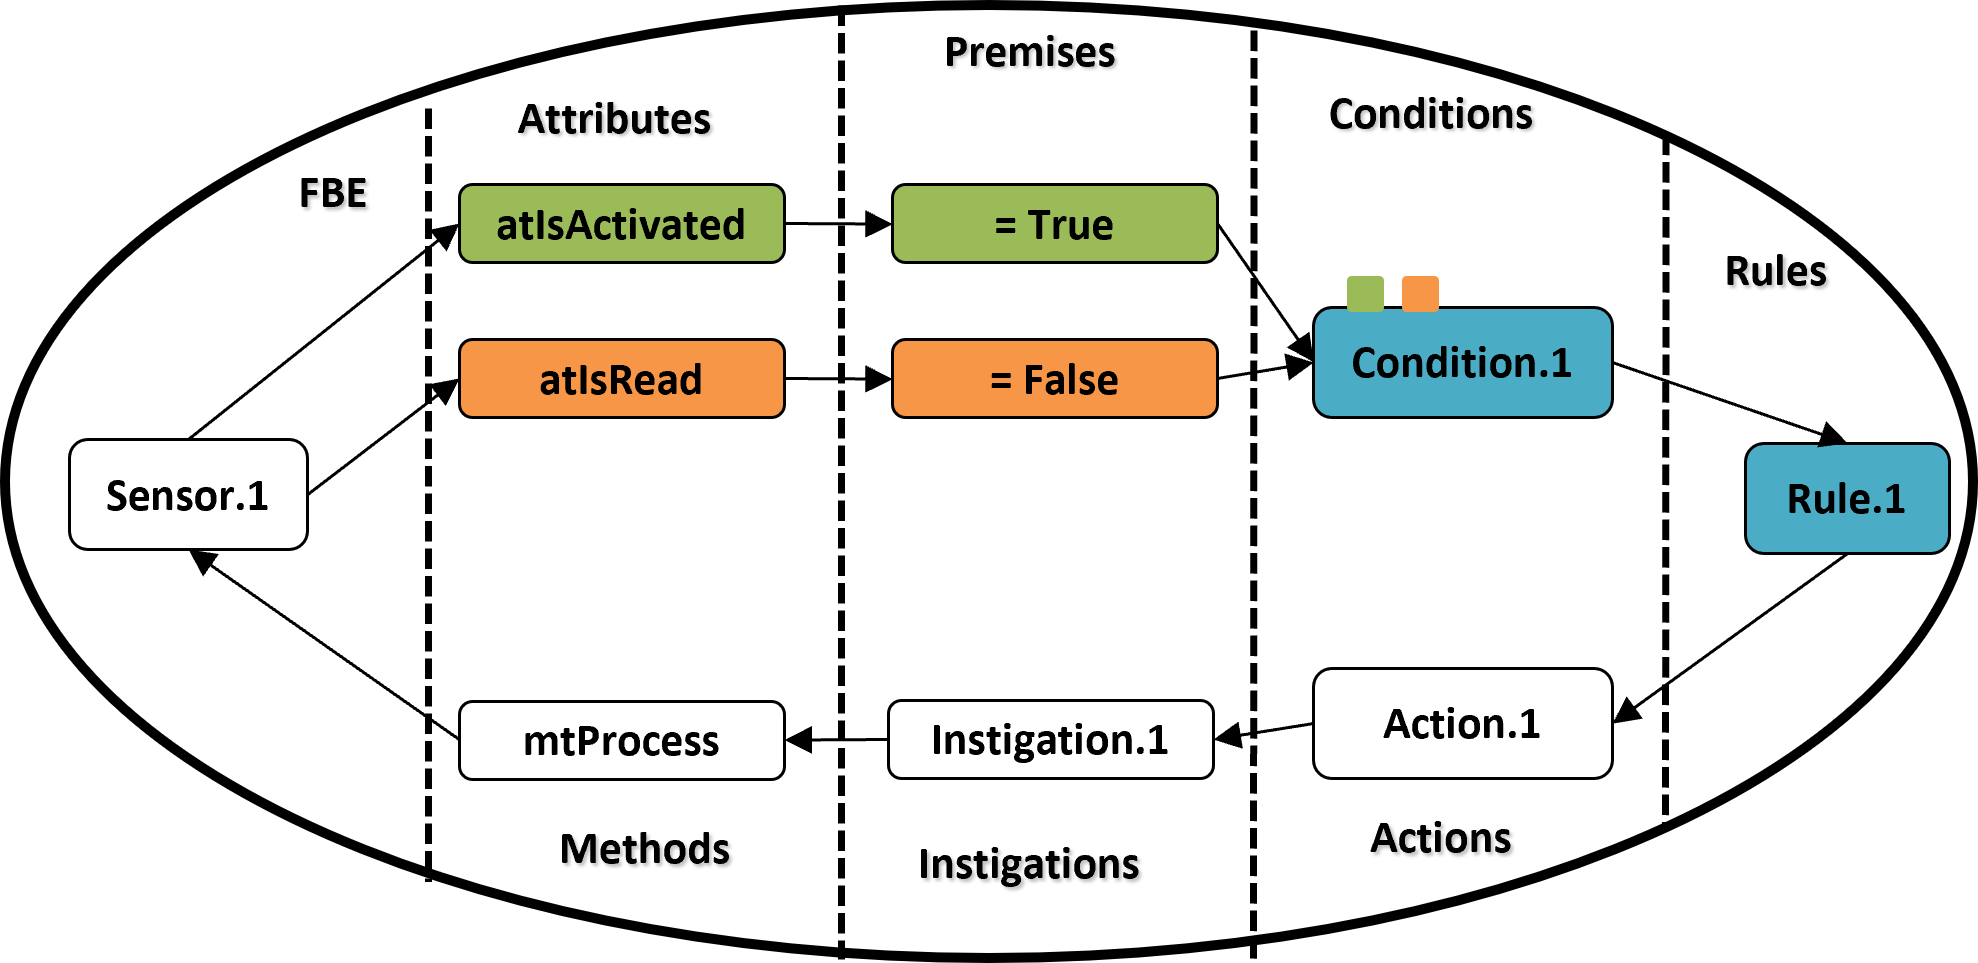 Premises
Attributes
Conditions
FBE
atIsActivated
= True
Rules
atIsRead
= False
Condition.1
Sensor.1
Rule.1
mtProcess
Instigation.1
Action.1
Methods
Instigations
Actions